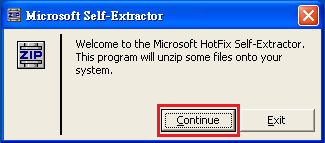 Microsoft Self-Extractor
ZIP
Welcome to the Microsoft HotFix Self-Extractor.
This program will unzip some files onto your
system.
Continue
Exit